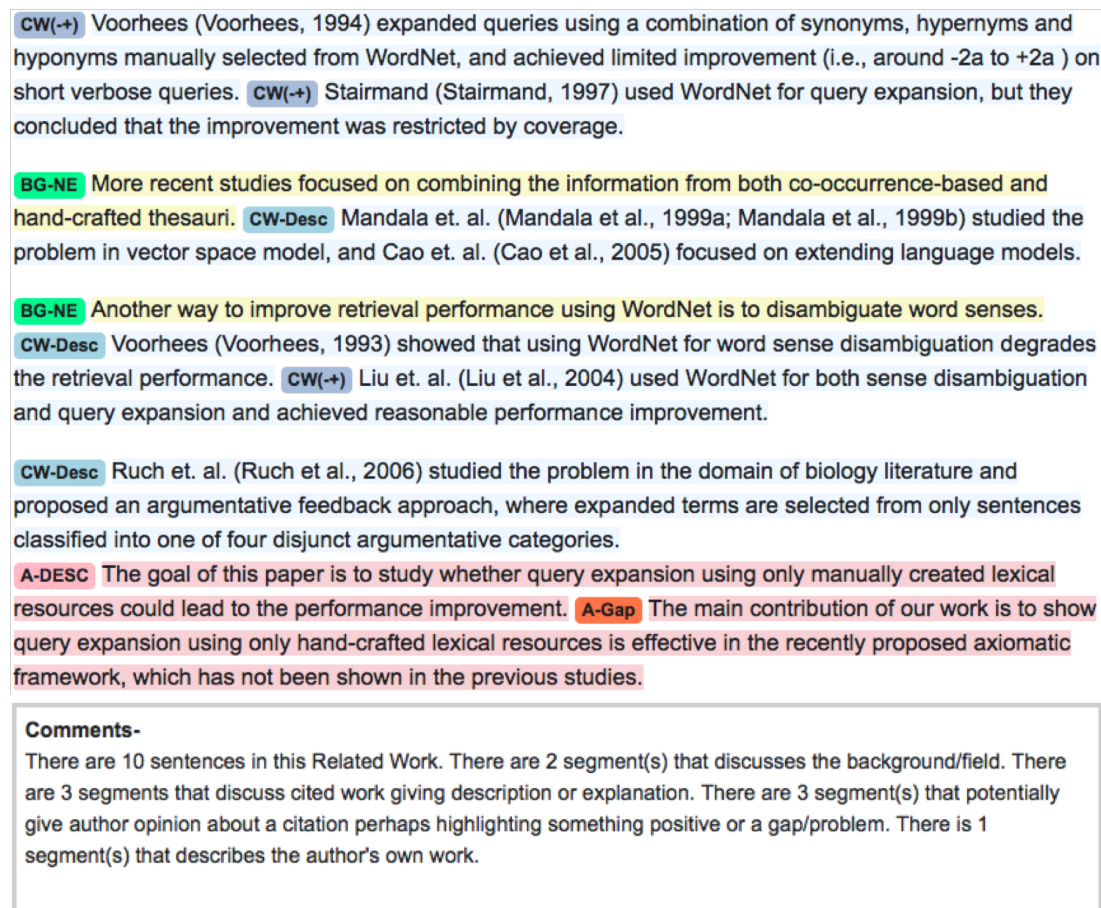 CW(-+) Voorhees (Voorhees, 1994) expanded queries using a combination of synonyms, hypernyms and
hyponyms manually selected from WordNet, and achieved limited improvement (i.e., around -2a to +2a ) on
short verbose queries. CW(-+) Stairmand (Stairmand, 1997) used WordNet for query expansion, but they
concluded that the improvement was restricted by coverage.
BG-NE More recent studies focused on combining the information from both co-occurrence-based and
hand-crafted thesauri. CW-Desc Mandala et. al. (Mandala et al., 1999a; Mandala et al., 1999b) studied the
problem in vector space model, and Cao et. al. (Cao et al., 2005) focused on extending language models.
BG-NE Another way to improve retrieval performance using WordNet is to disambiguate word senses.
CW-Desc Voorhees (Voorhees, 1993) showed that using WordNet for word sense disambiguation degrades
the retrieval performance. CW(-+) Liu et. al. (Liu et al., 2004) used WordNet for both sense disambiguation
and query expansion and achieved reasonable performance improvement.
CW-Desc Ruch et. al. (Ruch et al., 2006) studied the problem in the domain of biology literature and
proposed an argumentative feedback approach, where expanded terms are selected from only sentences
classified into one of four disjunct argumentative categories.
A-DESC The goal of this paper is to study whether query expansion using only manually created lexical
resources could lead to the performance improvement. A-Gap The main contribution of our work is to show
query expansion using only hand-crafted lexical resources is effective in the recently proposed axiomatic
framework, which has not been shown in the previous studies.
Comments-
There are 10 sentences in this Related Work. There are 2 segment(s) that discusses the background/field. There
are 3 segments that discuss cited work giving description or explanation. There are 3 segment(s) that potentially
give author opinion about a citation perhaps highlighting something positive or a gap/problem. There is 1
segment(s) that describes the author's own work.